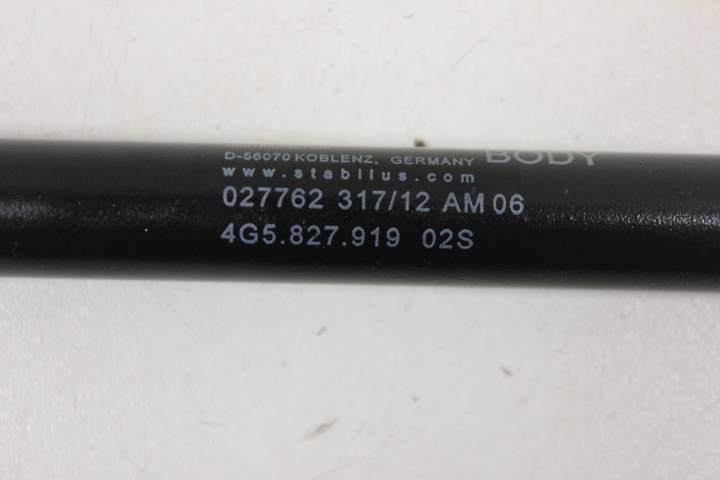 D-56070 KOBLENZ, GERMANY BODY
www.stabilus.com
027762 317/12 AM 06
4G5.827.919 02S